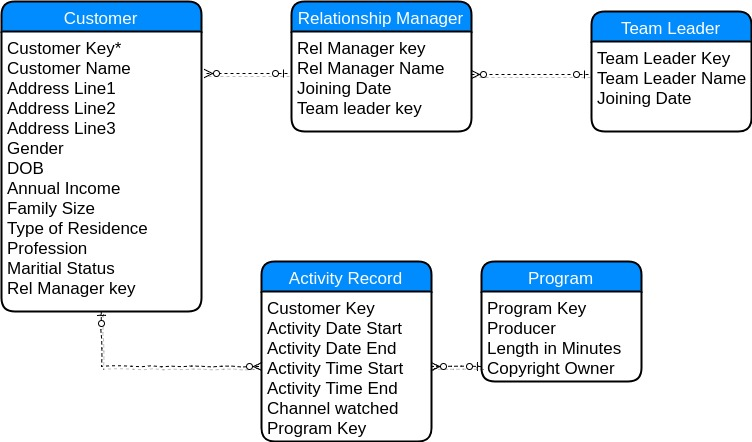 Customer
Customer Key*
Customer Name
Address Line1
Address Line2
Address Line3
Gender
DOB
Annual Income
Family Size
Type of Residence
Profession
Maritial Status
Rel Manager key
Relationship Manager
Rel Manager key
Rel Manager Name
Joining Date
Team leader key
Team Leader
Team Leader Key
Team Leader Name
Joining Date
Activity Record
Customer Key
Activity Date Start
Activity Date End
Activity Time Start
Activity Time End
Channel watched
Program Key
Program
Program Key
Producer
Length in Minutes
Copyright Owner